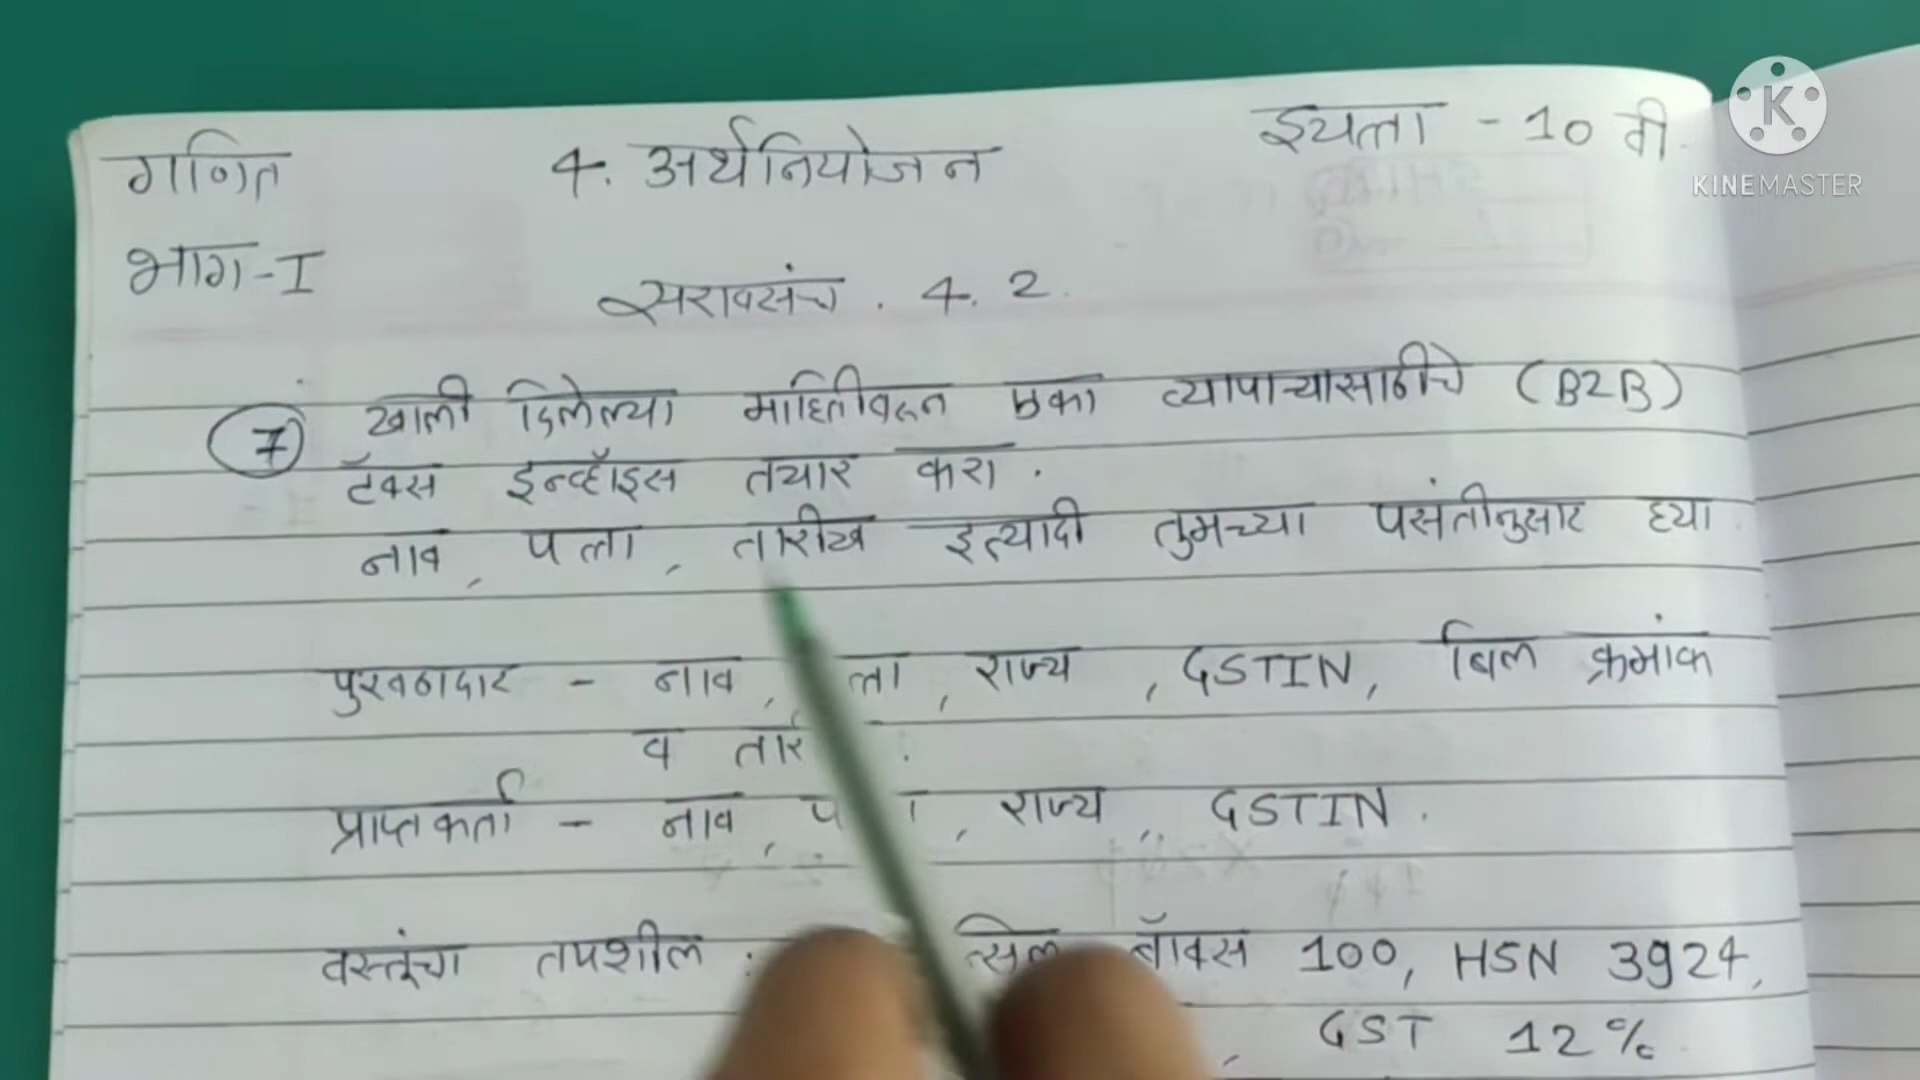 गणित 4. अर्थनियोजन इयत्ता - 10 वी.
भाग-I
सरावसंच . 4.2.
7 खाली दिलेल्या माहितीवरून एका व्यापाऱ्यासाठीचे (B2B)
टॅक्स इन्व्हॉइस तयार करा .
नाव, पत्ता, तारीख इत्यादी तुमच्या पसंतीनुसार घ्या.
पुरवठादार - नाव, राज्य, GSTIN, बिल क्रमांक
व
प्राप्तकर्ता - नाव, राज्य, GSTIN.
वस्तूंचा तपशील : बॉक्स 100, HSN 3924,
, GST 12%
KINEMASTER